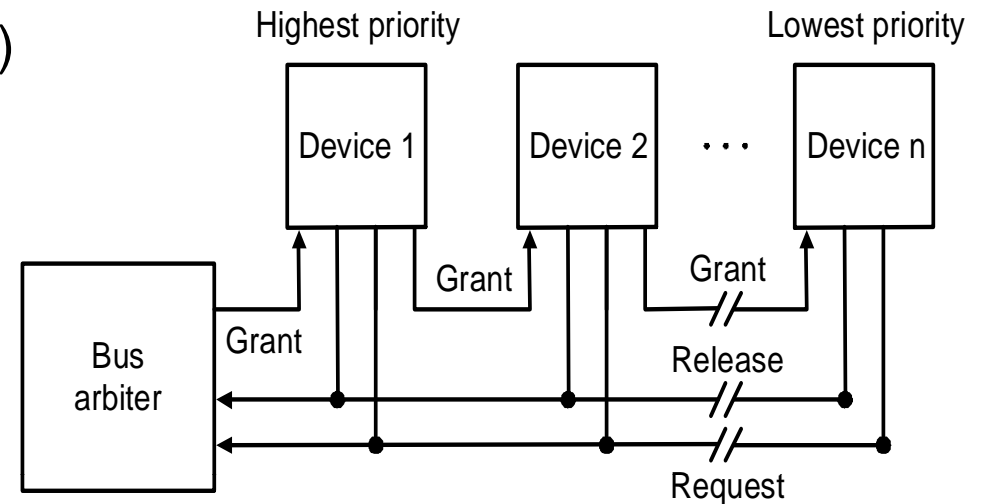 )
Highest priority
Lowest priority
Device 1
Device 2
...
Device n
Grant
Grant
Grant
Bus
arbiter
Release
Request